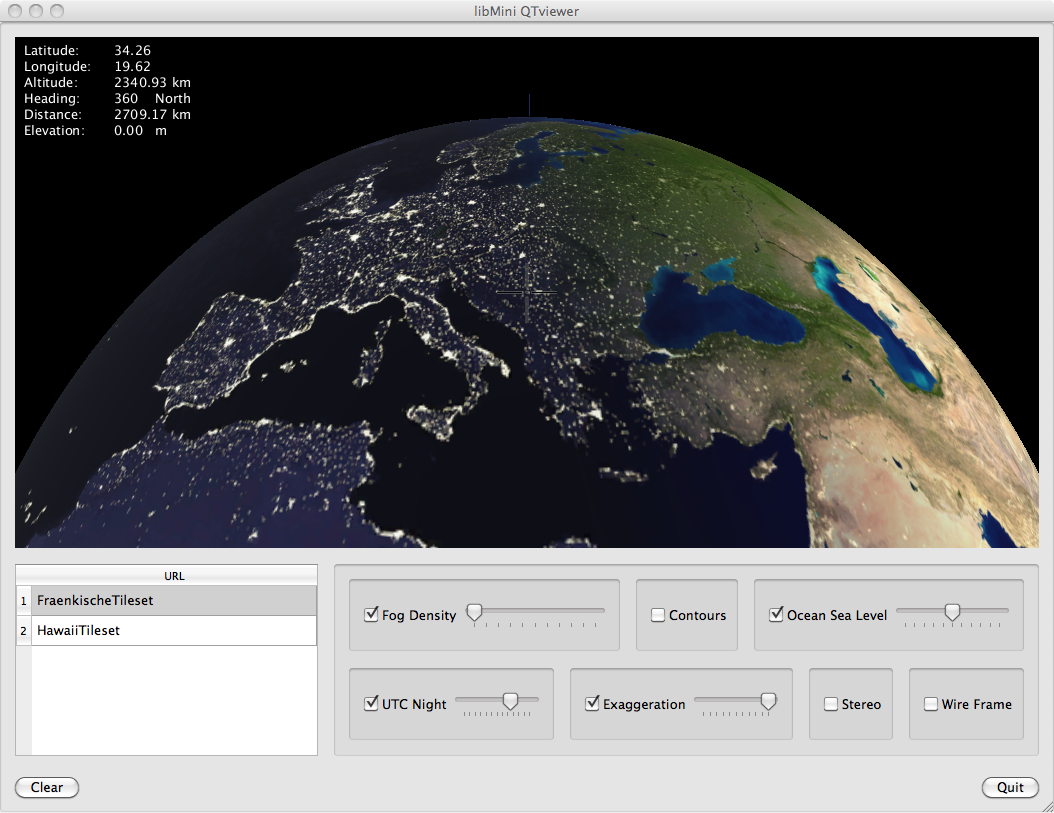 libMini QTviewer
Latitude: 34.26
Longitude: 19.62
Altitude: 2340.93 km
Heading: 360 North
Distance: 2709.17 km
Elevation: 0.00 m
URL
1 FraenkischeTileset
2 HawaiiTileset
Fog Density
Contours
Ocean Sea Level
UTC Night
Exaggeration
Stereo
Wire Frame
Clear
Quit